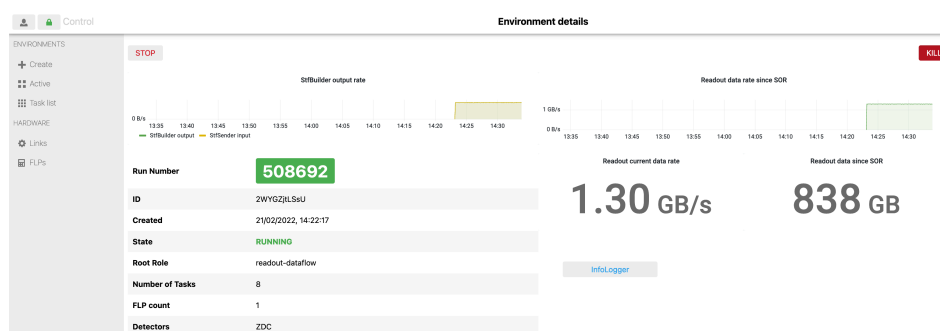 Control
Environment details
ENVIRONMENTS
Create
Active
Task list
HARDWARE
Links
FLPs
STOP
KILL
StfBuilder output rate
0 B/s
13:35 13:40 13:45 13:50 13:55 14:00 14:05 14:10 14:15 14:20 14:25 14:30
StfBuilder output StfSender input
Readout data rate since SOR
1 GB/s
0 B/s
13:35 13:40 13:45 13:50 13:55 14:00 14:05 14:10 14:15 14:20 14:25 14:30
Run Number 508692
ID 2WYGZjtLSsU
Created 21/02/2022, 14:22:17
State RUNNING
Root Role readout-dataflow
Number of Tasks 8
FLP count 1
Detectors ZDC
Readout current data rate
1.30 GB/s
Readout data since SOR
838 GB
InfoLogger